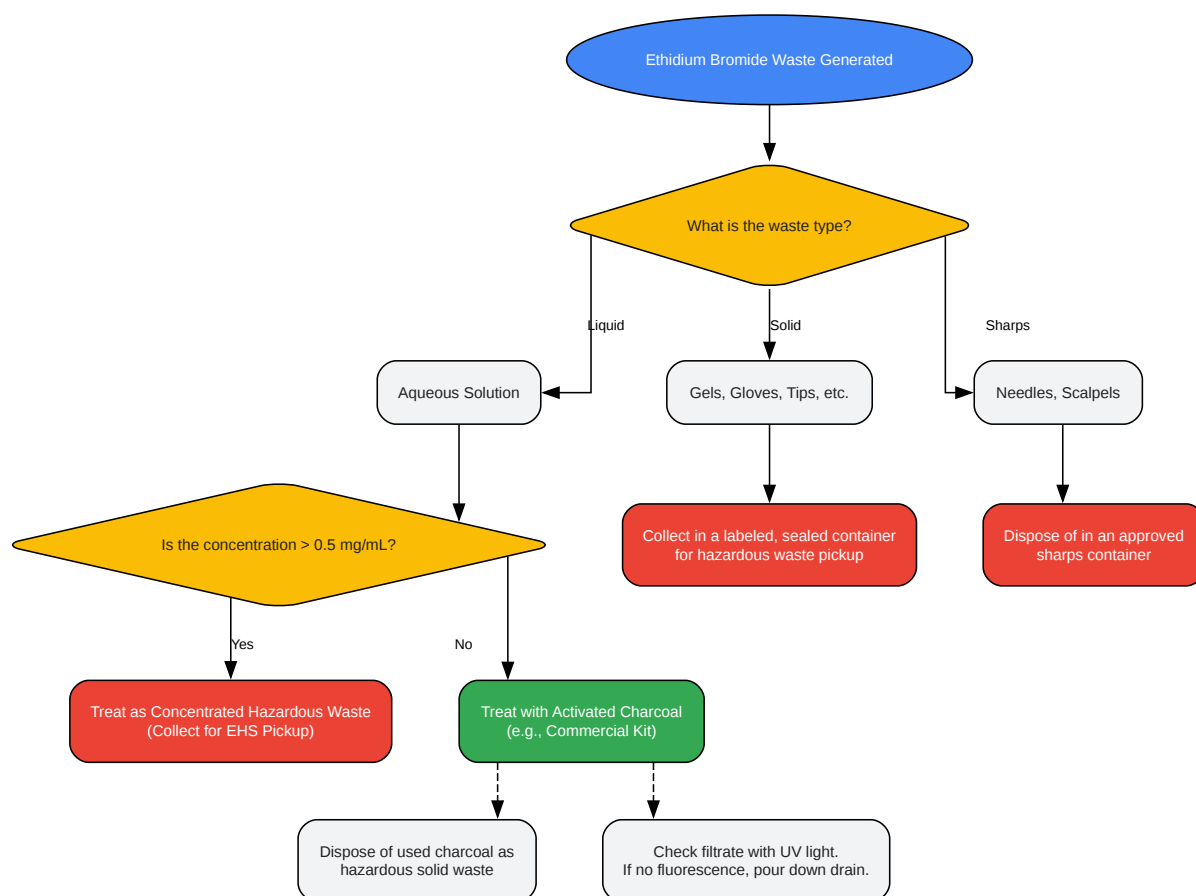 Ethidium Bromide Waste Generated
What is the waste type?
Liquid
Solid
Sharps
Aqueous Solution
Gels, Gloves, Tips, etc.
Needles, Scalpels
Is the concentration > 0.5 mg/mL?
Collect in a labeled, sealed container
for hazardous waste pickup
Dispose of in an approved
sharps container
Yes
No
Treat as Concentrated Hazardous Waste
(Collect for EHS Pickup)
Treat with Activated Charcoal
(e.g., Commercial Kit)
Dispose of used charcoal as
hazardous solid waste
Check filtrate with UV light.
If no fluorescence, pour down drain.